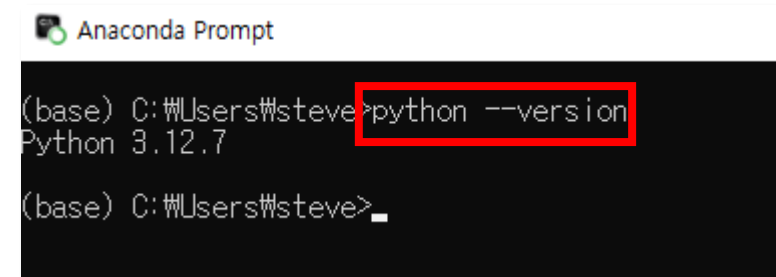 Anaconda Prompt
(base) C:₩Users₩steve>python --version
Python 3.12.7
(base) C:₩Users₩steve>